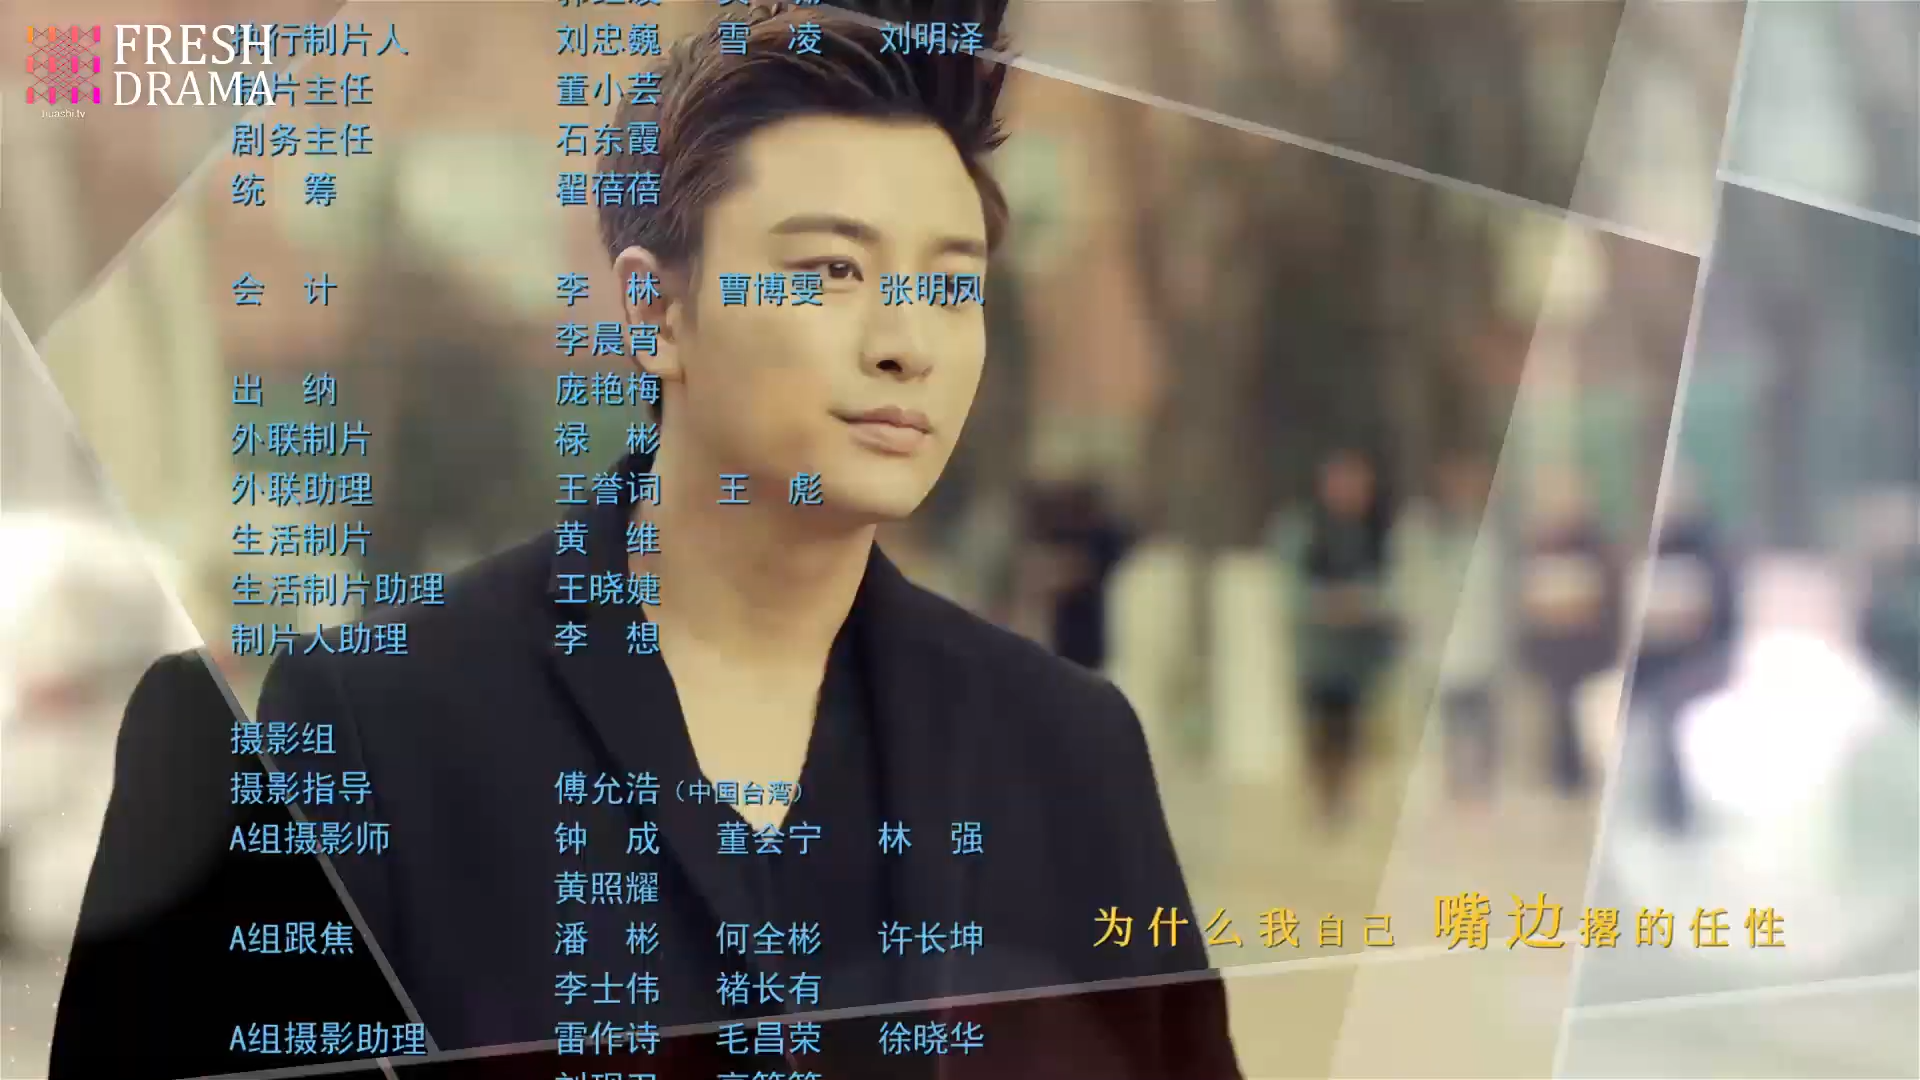 FRESH
DRAMA
执行制片人 刘忠巍 雪 凌 刘明泽
制片主任 董小芸
剧务主任 石东霞
统 筹 翟蓓蓓
会 计 李 林 曹博雯 张明凤
李晨宵
出 纳 庞艳梅
外联制片 禄 彬
外联助理 王誉词 王 彪
生活制片 黄 维
生活制片助理 王晓婕
制片人助理 李 想
摄影组
摄影指导 傅允浩（中国台湾）
A组摄影师 钟 成 董会宁 林 强
黄照耀
A组跟焦 潘 彬 何全彬 许长坤
李士伟 褚长有
A组摄影助理 雷作诗 毛昌荣 徐晓华
为什么我自己 嘴边撂的任性